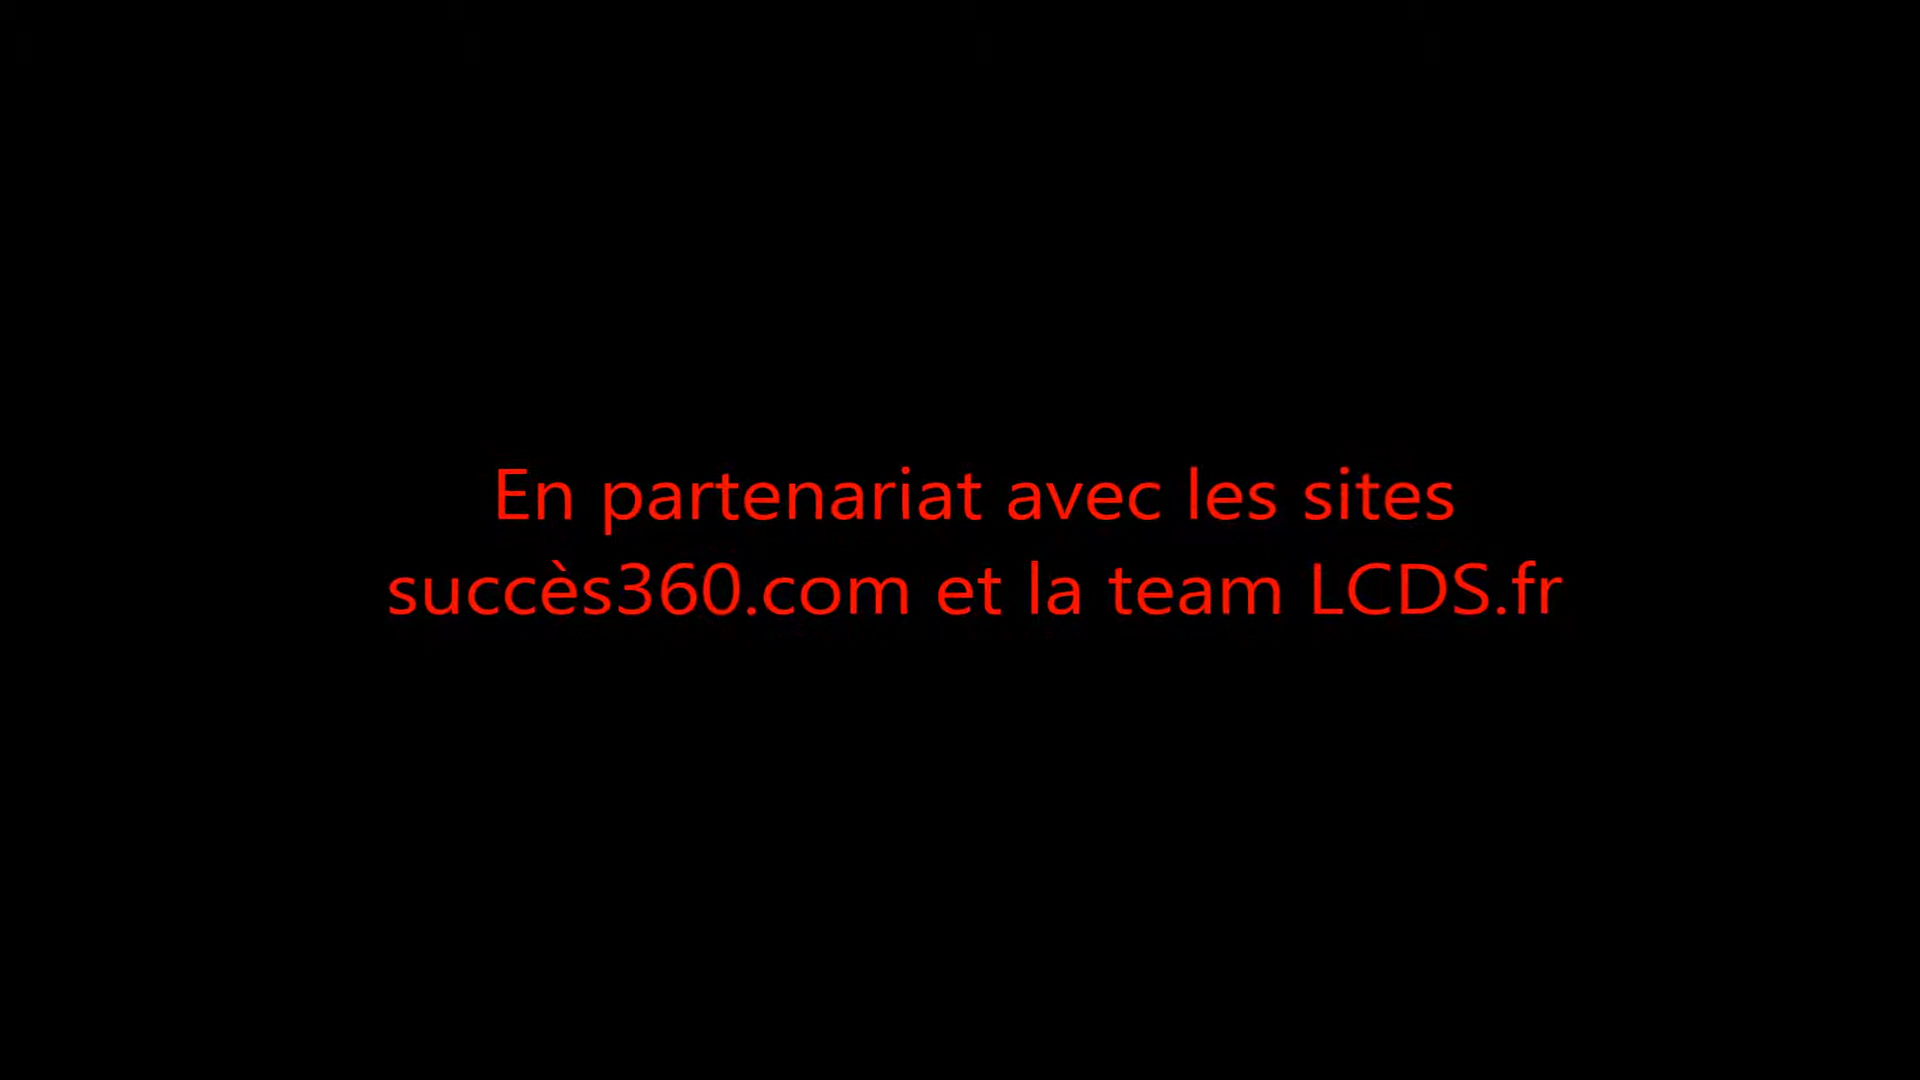 En partenariat avec les sites
succès360.com et la team LCDS.fr